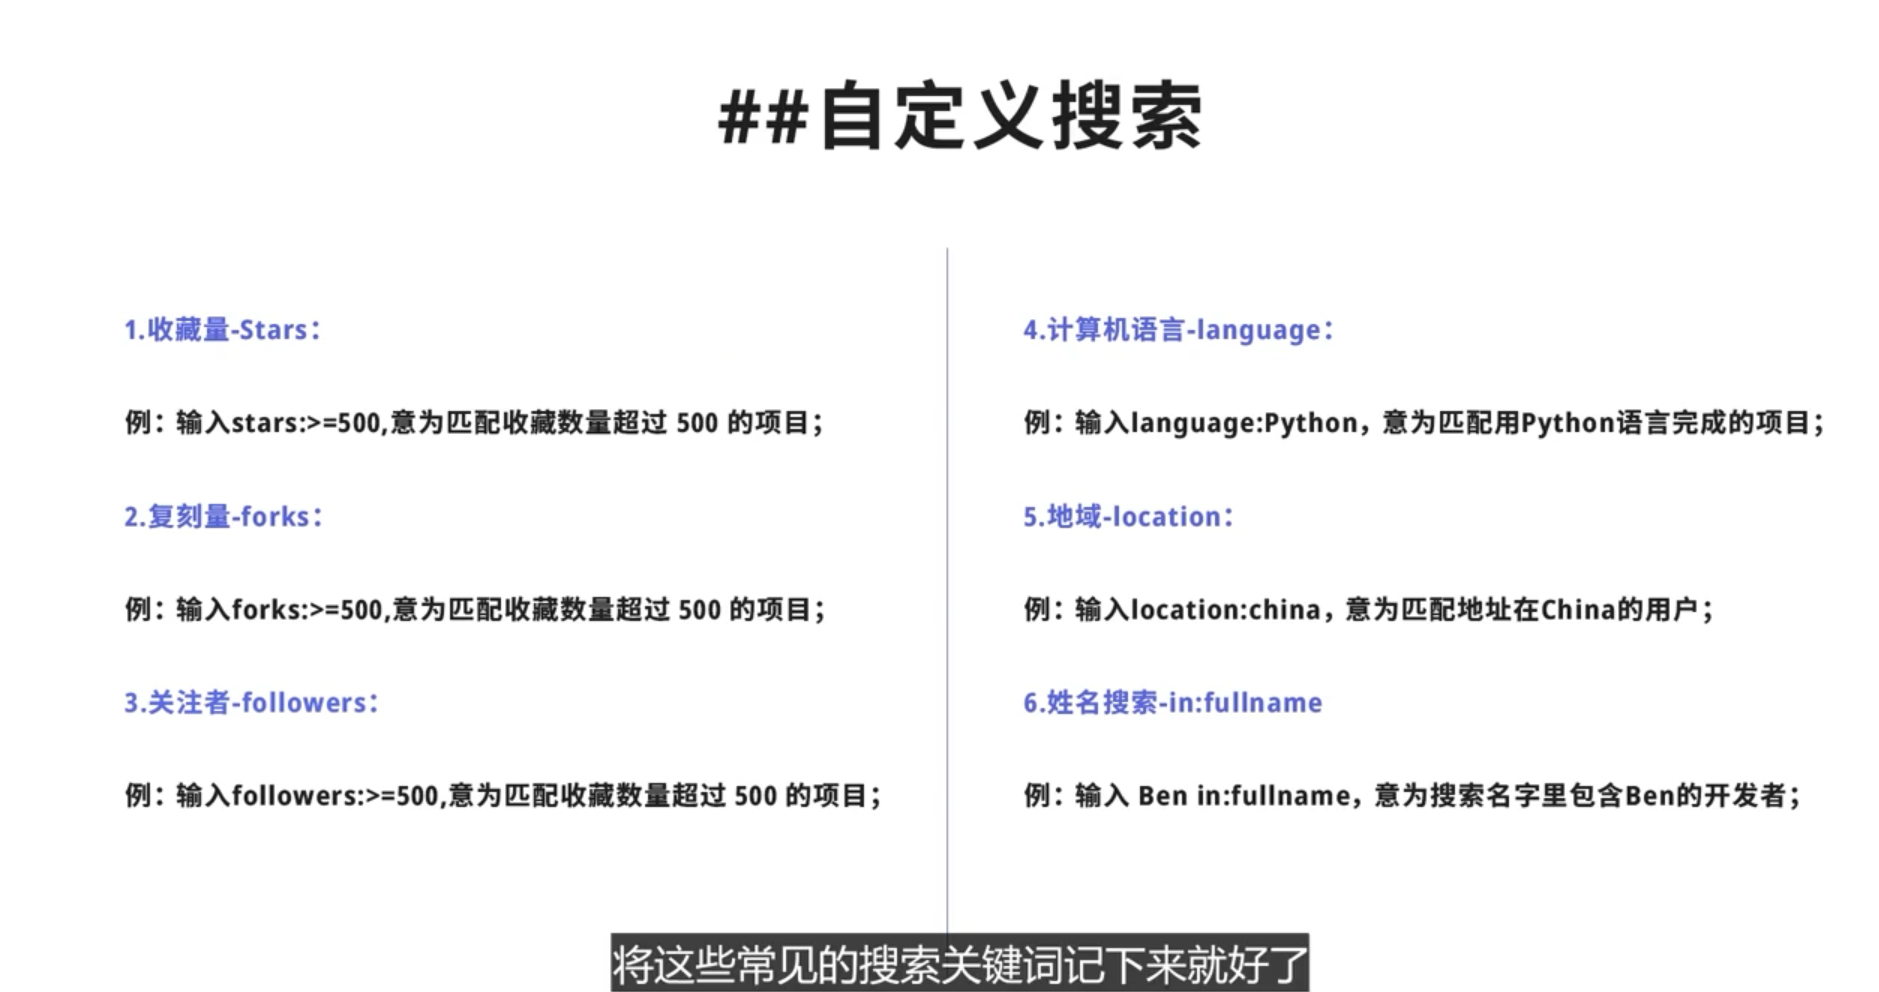 ##自定义搜索
1.收藏量-Stars：
例：输入stars:>=500,意为匹配收藏数量超过 500 的项目；
2.复刻量-forks：
例：输入forks:>=500,意为匹配收藏数量超过 500 的项目；
3.关注者-followers：
例：输入followers:>=500,意为匹配收藏数量超过 500 的项目；
4.计算机语言-language：
例：输入language:Python，意为匹配用Python语言完成的项目；
5.地域-location：
例：输入location:china，意为匹配地址在China的用户；
6.姓名搜索-in:fullname
例：输入 Ben in:fullname，意为搜索名字里包含Ben的开发者；
将这些常见的搜索关键词记下来就好了